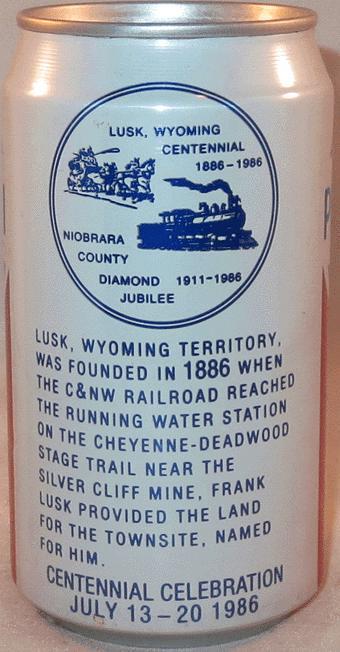 LUSK, WYOMING
CENTENNIAL
1886-1986
NIOBRARA
COUNTY
DIAMOND 1911-1986
JUBILEE
LUSK, WYOMING TERRITORY,
WAS FOUNDED IN 1886 WHEN
THE C&NW RAILROAD REACHED
THE RUNNING WATER STATION
ON THE CHEYENNE-DEADWOOD
STAGE TRAIL NEAR THE
SILVER CLIFF MINE, FRANK
LUSK PROVIDED THE LAND
FOR THE TOWNSITE, NAMED
FOR HIM.
CENTENNIAL CELEBRATION
JULY 13-20 1986